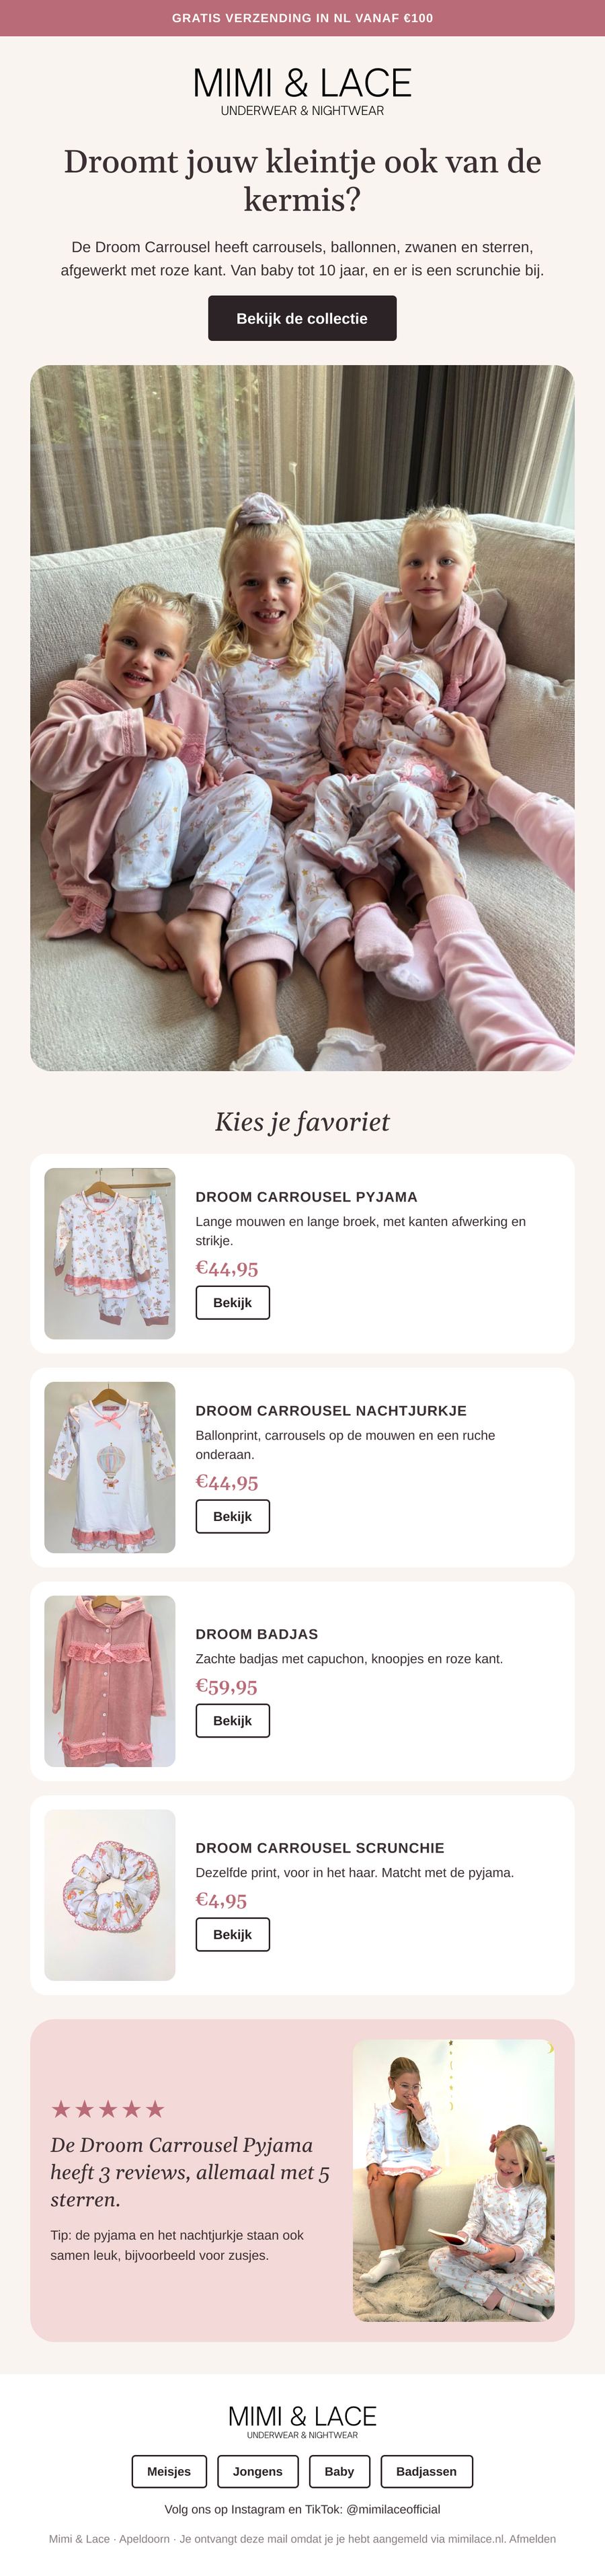 GRATIS VERZENDING IN NL VANAF €100
MIMI & LACE
UNDERWEAR & NIGHTWEAR
Droomt jouw kleintje ook van de
kermis?
De Droom Carrousel heeft carrousels, ballonnen, zwanen en sterren,
afgewerkt met roze kant. Van baby tot 10 jaar, en er is een scrunchie bij.
Bekijk de collectie
Kies je favoriet
DROOM CARROUSEL PYJAMA
Lange mouwen en lange broek, met kanten afwerking en
strikje.
€44,95
Bekijk
DROOM CARROUSEL NACHTJURKJE
Ballonprint, carrousels op de mouwen en een ruche
onderaan.
€44,95
Bekijk
DROOM BADJAS
Zachte badjas met capuchon, knoopjes en roze kant.
€59,95
Bekijk
DROOM CARROUSEL SCRUNCHIE
Dezelfde print, voor in het haar. Matcht met de pyjama.
€4,95
Bekijk
★★★★★
De Droom Carrousel Pyjama
heeft 3 reviews, allemaal met 5
sterren.
Tip: de pyjama en het nachtjurkje staan ook
samen leuk, bijvoorbeeld voor zusjes.
MIMI & LACE
UNDERWEAR & NIGHTWEAR
Meisjes Jongens Baby Badjassen
Volg ons op Instagram en TikTok: @mimilaceofficial
Mimi & Lace · Apeldoorn · Je ontvangt deze mail omdat je je hebt aangemeld via mimilace.nl. Afmelden